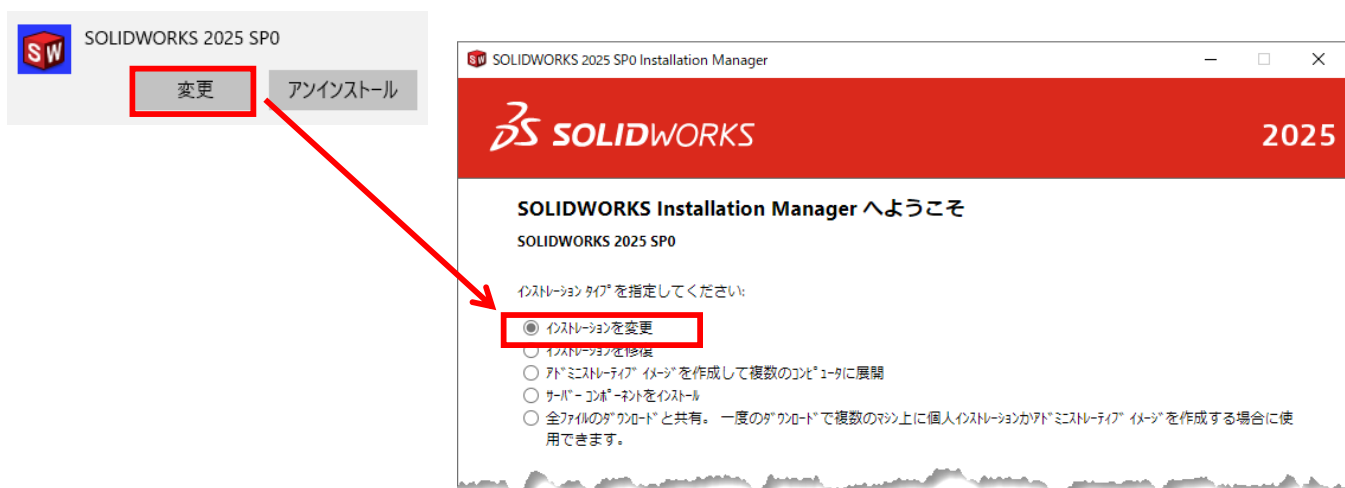 SOLIDWORKS 2025 SP0
変更
アンインストール
SOLIDWORKS 2025 SP0 Installation Manager
SOLIDWORKS
2025
SOLIDWORKS Installation Manager へようこそ
SOLIDWORKS 2025 SP0
インストレーション タイプを指定してください:
インストレーションを変更
インストレーションを修復
アドミニストレーティブ イメージを作成して複数のコンピュータに展開
サーバー コンポーネントをインストール
全ファイルのダウンロードと共有。 一度のダウンロードで複数のマシン上に個人インストレーションかアドミニストレーティブ イメージを作成する場合に使
用できます。